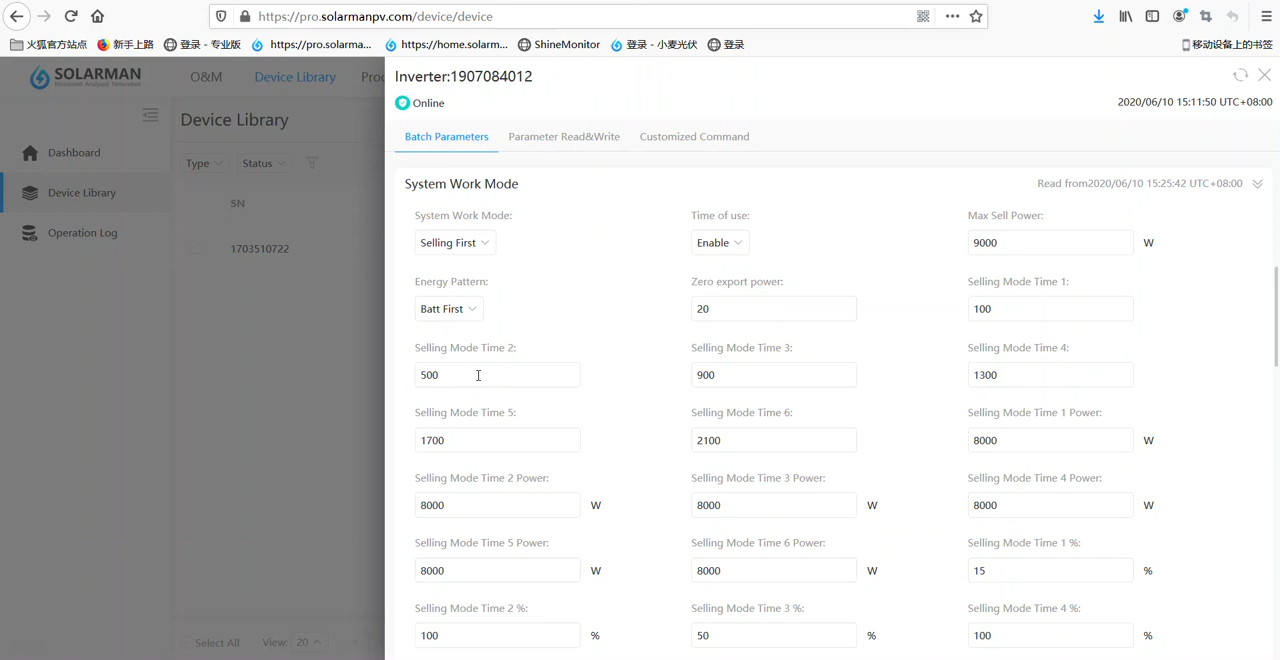 https://pro.solarmanpv.com/device/device
火狐官方站点 新手上路 登录 - 专业版 https://pro.solarma... https://home.solarm... ShineMonitor 登录 - 小麦光伏 登录 移动设备上的书签
SOLARMAN O&M Device Library Proc
Inverter:1907084012
Online
2020/06/10 15:11:50 UTC+08:00
Device Library
Batch Parameters Parameter Read&Write Customized Command
Dashboard
Type Status
Device Library
Operation Log
SN
1703510722
Select All View: 20
System Work Mode Read from2020/06/10 15:25:42 UTC+08:00
System Work Mode: Time of use: Max Sell Power:
Selling First Enable 9000 W
Energy Pattern: Zero export power: Selling Mode Time 1:
Batt First 20 100
Selling Mode Time 2: Selling Mode Time 3: Selling Mode Time 4:
500 900 1300
Selling Mode Time 5: Selling Mode Time 6: Selling Mode Time 1 Power:
1700 2100 8000 W
Selling Mode Time 2 Power: Selling Mode Time 3 Power: Selling Mode Time 4 Power:
8000 W 8000 W 8000 W
Selling Mode Time 5 Power: Selling Mode Time 6 Power: Selling Mode Time 1 %:
8000 W 8000 W 15 %
Selling Mode Time 2 %: Selling Mode Time 3 %: Selling Mode Time 4 %:
100 % 50 % 100 %